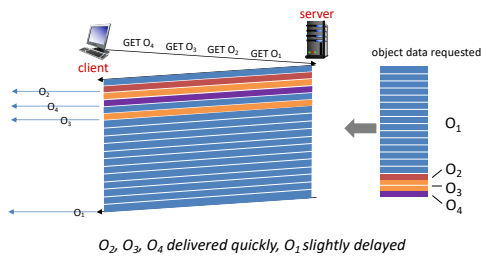 server
GET O4 GET O3 GET O2 GET O1
client
object data requested
O2
O4
O3
O1
O1
O2
O3
O4
O2, O3, O4 delivered quickly, O1 slightly delayed